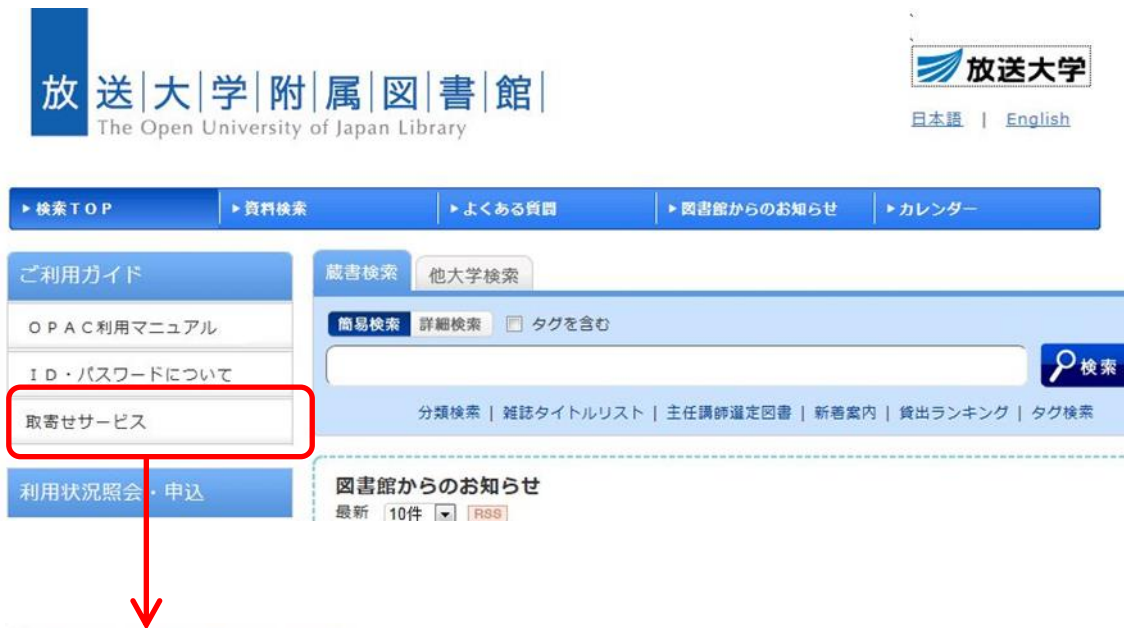 放送大学附属図書館
The Open University of Japan Library
放送大学
日本語 | English
検索TOP
資料検索
よくある質問
図書館からのお知らせ
カレンダー
ご利用ガイド
OPAC利用マニュアル
ID・パスワードについて
取寄せサービス
利用状況照会・申込
蔵書検索
他大学検索
簡易検索 詳細検索 タグを含む
検索
分類検索 | 雑誌タイトルリスト | 主任講師選定図書 | 新着案内 | 貸出ランキング | タグ検索
図書館からのお知らせ
最新 10件 RSS